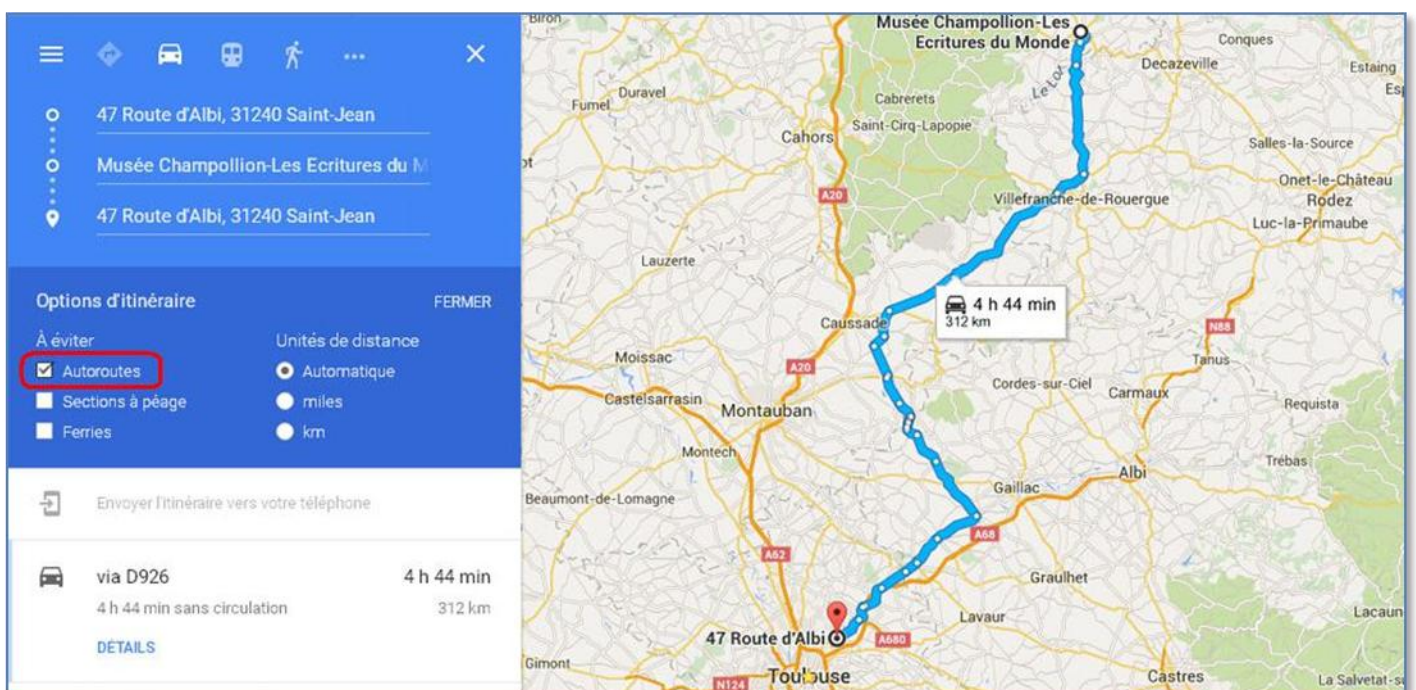 47 Route d'Albi, 31240 Saint-Jean
Musée Champollion-Les Ecritures du M
47 Route d'Albi, 31240 Saint-Jean
Options d'itinéraire
FERMER
À éviter
Unités de distance
Autoroutes
Automatique
Sections à péage
miles
Ferries
km
Envoyer l'itinéraire vers votre téléphone
via D926
4 h 44 min
4 h 44 min sans circulation
312 km
DÉTAILS
Biron
Musée Champollion-Les
Ecritures du Monde
Conques
Decazeville
Estaing
Le Lot
Duravel
Fumel
Cabrerets
Cahors
Saint-Cirq-Lapopie
Salles-la-Source
Onet-le-Château
A20
Villefranche-de-Rouergue
Rodez
Luc-la-Primaube
Lauzerte
4 h 44 min
312 km
Caussade
N88
Moissac
Tanus
A20
Cordes-sur-Ciel
Carmaux
Castelsarrasin
Montauban
Requista
Montech
Trébas
Albi
Gaillac
Beaumont-de-Lomagne
A68
A62
Graulhet
Lavaur
Lacaun
47 Route d'Albi
A680
Gimont
Toulouse
N124
Castres
La Salvetat-s